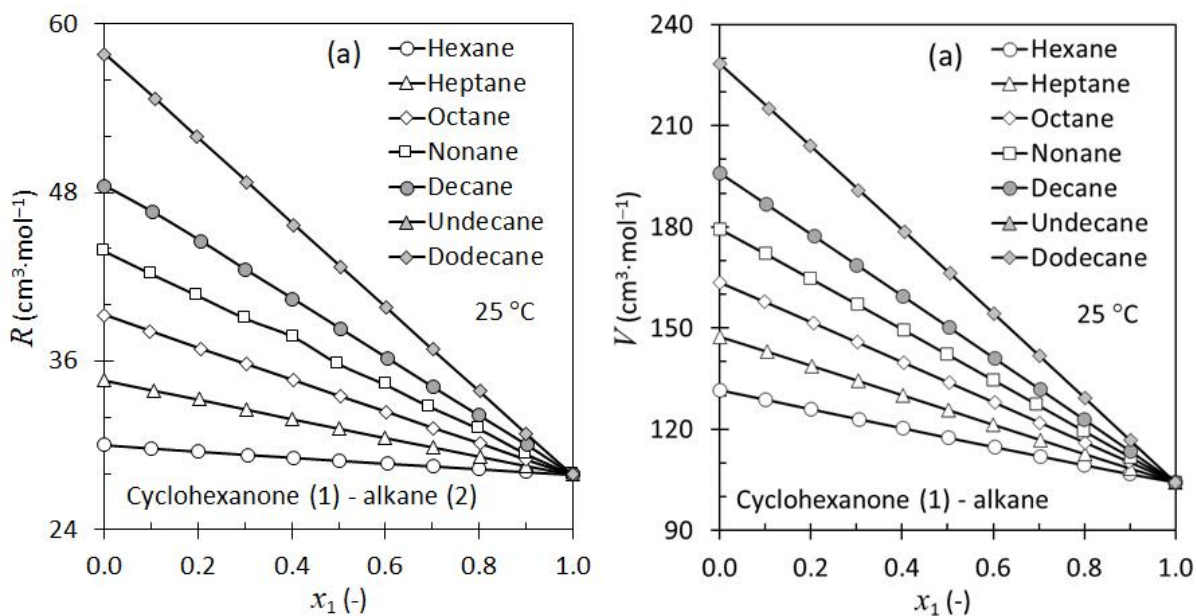 60
48
36
24
R (cm³·mol⁻¹)
(a)
Hexane
Heptane
Octane
Nonane
Decane
Undecane
Dodecane
25 °C
Cyclohexanone (1) - alkane (2)
0.0 0.2 0.4 0.6 0.8 1.0
x₁ (-)
240
210
180
150
120
90
V (cm³·mol⁻¹)
(a)
Hexane
Heptane
Octane
Nonane
Decane
Undecane
Dodecane
25 °C
Cyclohexanone (1) - alkane
0.0 0.2 0.4 0.6 0.8 1.0
x₁ (-)